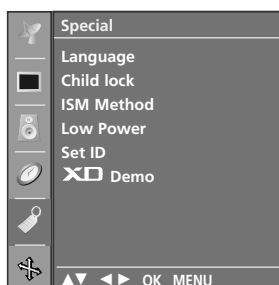 Special
Language
Child lock
ISM Method
Low Power
Set ID
XD Demo
▲▼ ◄► OK MENU